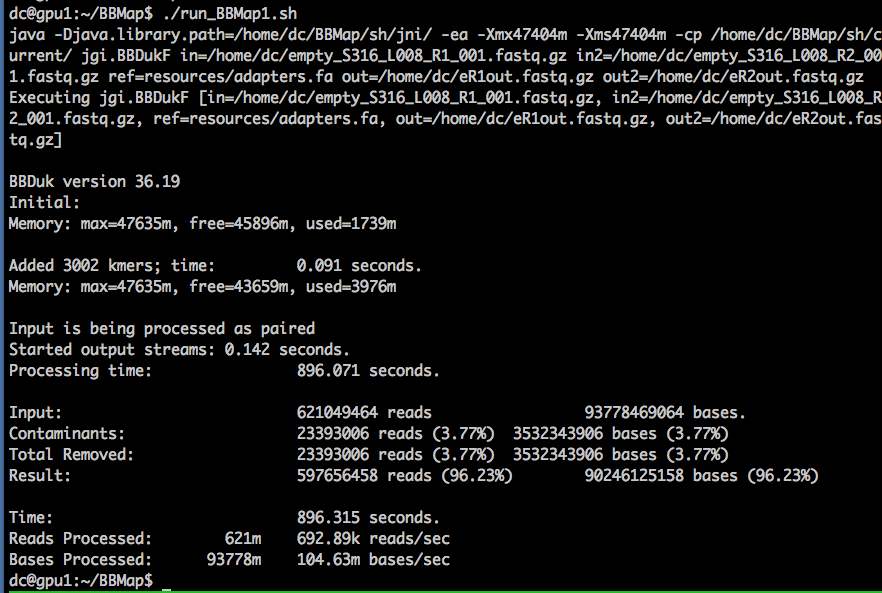 dc@gpu1:~/BBMap$ ./run_BBMap1.sh
java -Djava.library.path=/home/dc/BBMap/sh/jni/ -ea -Xmx47404m -Xms47404m -cp /home/dc/BBMap/sh/c
urrent/ jgi.BBDukF in=/home/dc/empty_S316_L008_R1_001.fastq.gz in2=/home/dc/empty_S316_L008_R2_00
1.fastq.gz ref=resources/adapters.fa out=/home/dc/eR1out.fastq.gz out2=/home/dc/eR2out.fastq.gz
Executing jgi.BBDukF [in=/home/dc/empty_S316_L008_R1_001.fastq.gz, in2=/home/dc/empty_S316_L008_R
2_001.fastq.gz, ref=resources/adapters.fa, out=/home/dc/eR1out.fastq.gz, out2=/home/dc/eR2out.fas
tq.gz]
BBDuk version 36.19
Initial:
Memory: max=47635m, free=45896m, used=1739m
Added 3002 kmers; time: 0.091 seconds.
Memory: max=47635m, free=43659m, used=3976m
Input is being processed as paired
Started output streams: 0.142 seconds.
Processing time: 896.071 seconds.
Input: 621049464 reads 93778469064 bases.
Contaminants: 23393006 reads (3.77%) 3532343906 bases (3.77%)
Total Removed: 23393006 reads (3.77%) 3532343906 bases (3.77%)
Result: 597656458 reads (96.23%) 90246125158 bases (96.23%)
Time: 896.315 seconds.
Reads Processed: 621m 692.89k reads/sec
Bases Processed: 93778m 104.63m bases/sec
dc@gpu1:~/BBMap$